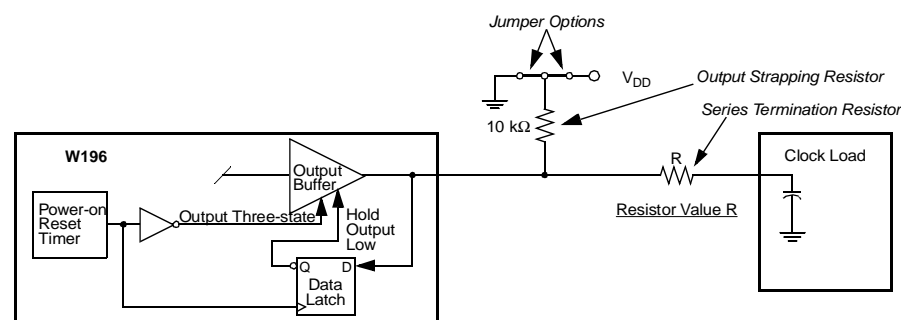 Jumper Options
V_DD
Output Strapping Resistor
10 kΩ
Series Termination Resistor
W196
Output
Buffer
R
Clock Load
Power-on
Reset
Timer
Output Three-state
Hold
Output
Low
Resistor Value R
Q
D
Data
Latch